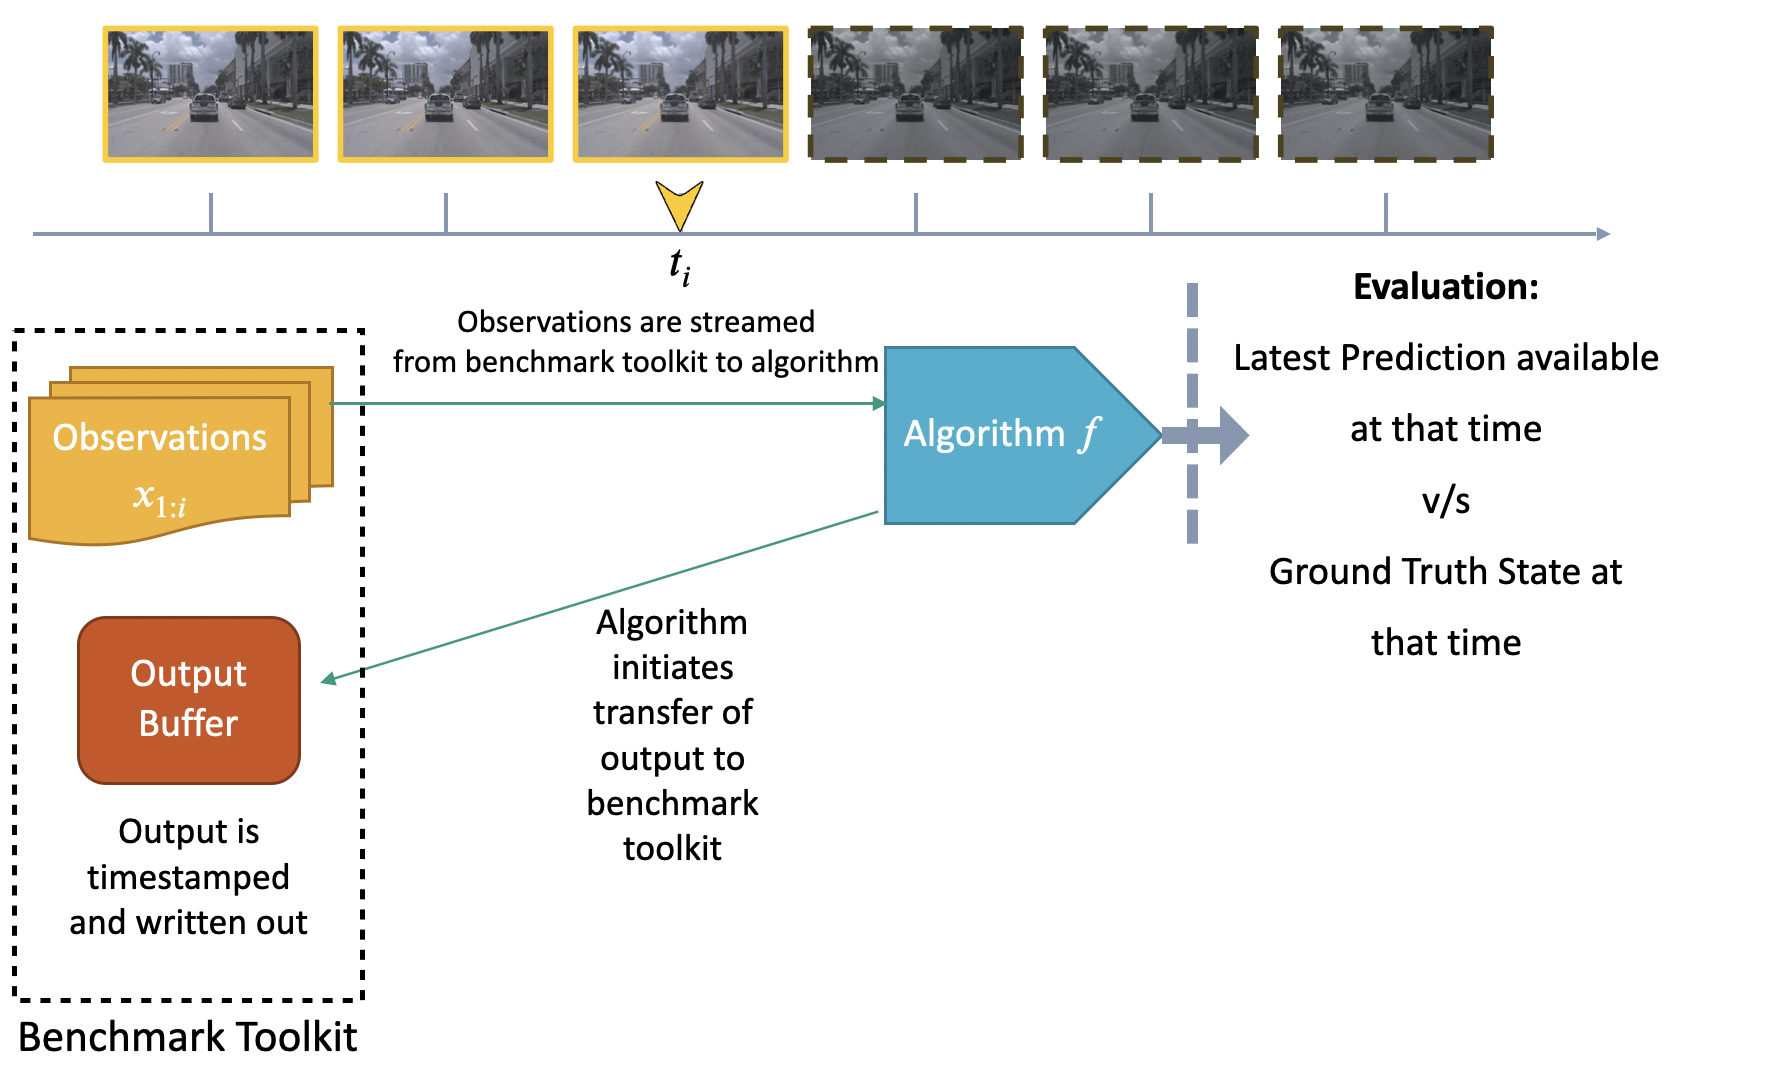 t_i
Observations are streamed
from benchmark toolkit to algorithm
Observations
x_{1:i}
Algorithm f
Evaluation:
Latest Prediction available
at that time
v/s
Ground Truth State at
that time
Output
Buffer
Output is
timestamped
and written out
Algorithm
initiates
transfer of
output to
benchmark
toolkit
Benchmark Toolkit